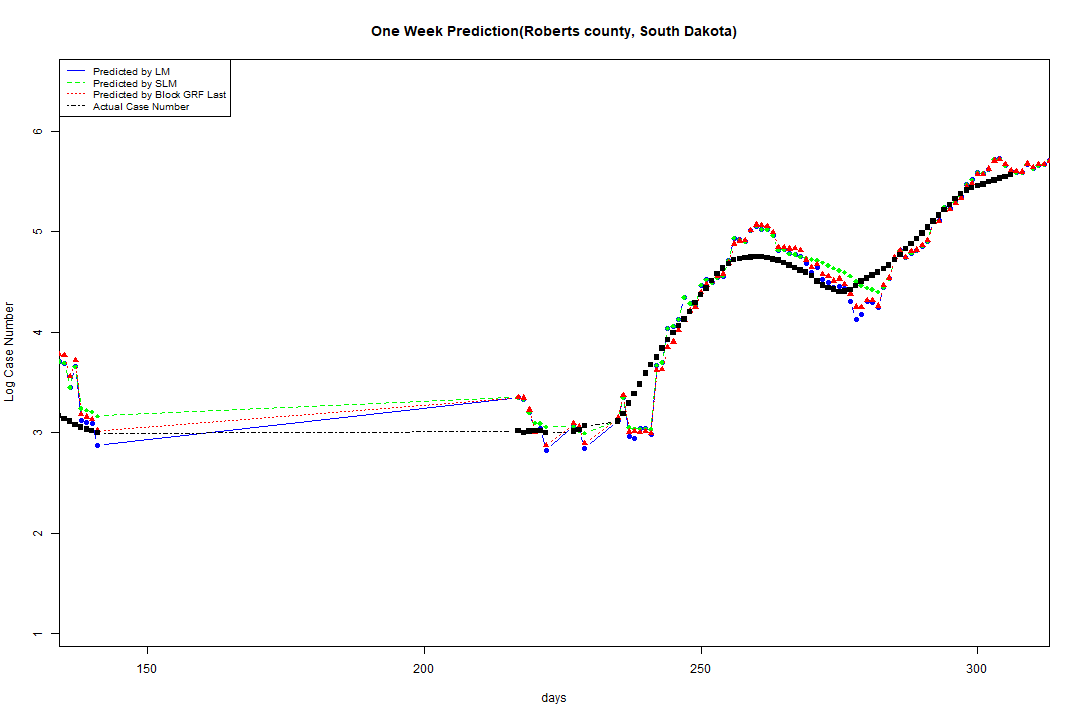 One Week Prediction(Roberts county, South Dakota)
Predicted by LM
Predicted by SLM
Predicted by Block GRF Last
Actual Case Number
6
5
4
3
2
1
Log Case Number
150 200 250 300
days